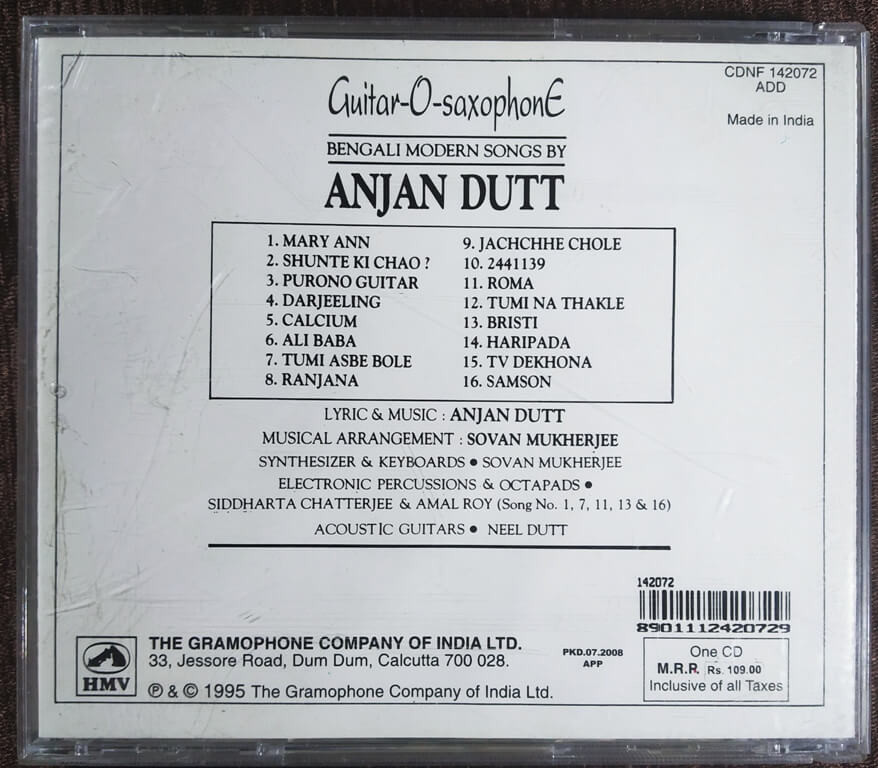 CDNF 142072
ADD
Made in India
Guitar-O-saxophonE
BENGALI MODERN SONGS BY
ANJAN DUTT
1. MARY ANN
2. SHUNTE KI CHAO ?
3. PURONO GUITAR
4. DARJEELING
5. CALCIUM
6. ALI BABA
7. TUMI ASBE BOLE
8. RANJANA
9. JACHCHHE CHOLE
10. 2441139
11. ROMA
12. TUMI NA THAKLE
13. BRISTI
14. HARIPADA
15. TV DEKHONA
16. SAMSON
LYRIC & MUSIC : ANJAN DUTT
MUSICAL ARRANGEMENT : SOVAN MUKHERJEE
SYNTHESIZER & KEYBOARDS ● SOVAN MUKHERJEE
ELECTRONIC PERCUSSIONS & OCTAPADS ●
SIDDHARTA CHATTERJEE & AMAL ROY (Song No. 1, 7, 11, 13 & 16)
ACOUSTIC GUITARS ● NEEL DUTT
142072
8901112420729
HMV
THE GRAMOPHONE COMPANY OF INDIA LTD.
33, Jessore Road, Dum Dum, Calcutta 700 028.
℗ & © 1995 The Gramophone Company of India Ltd.
PKD.07.2008
APP
One CD
M.R.P. Rs. 109.00
Inclusive of all Taxes